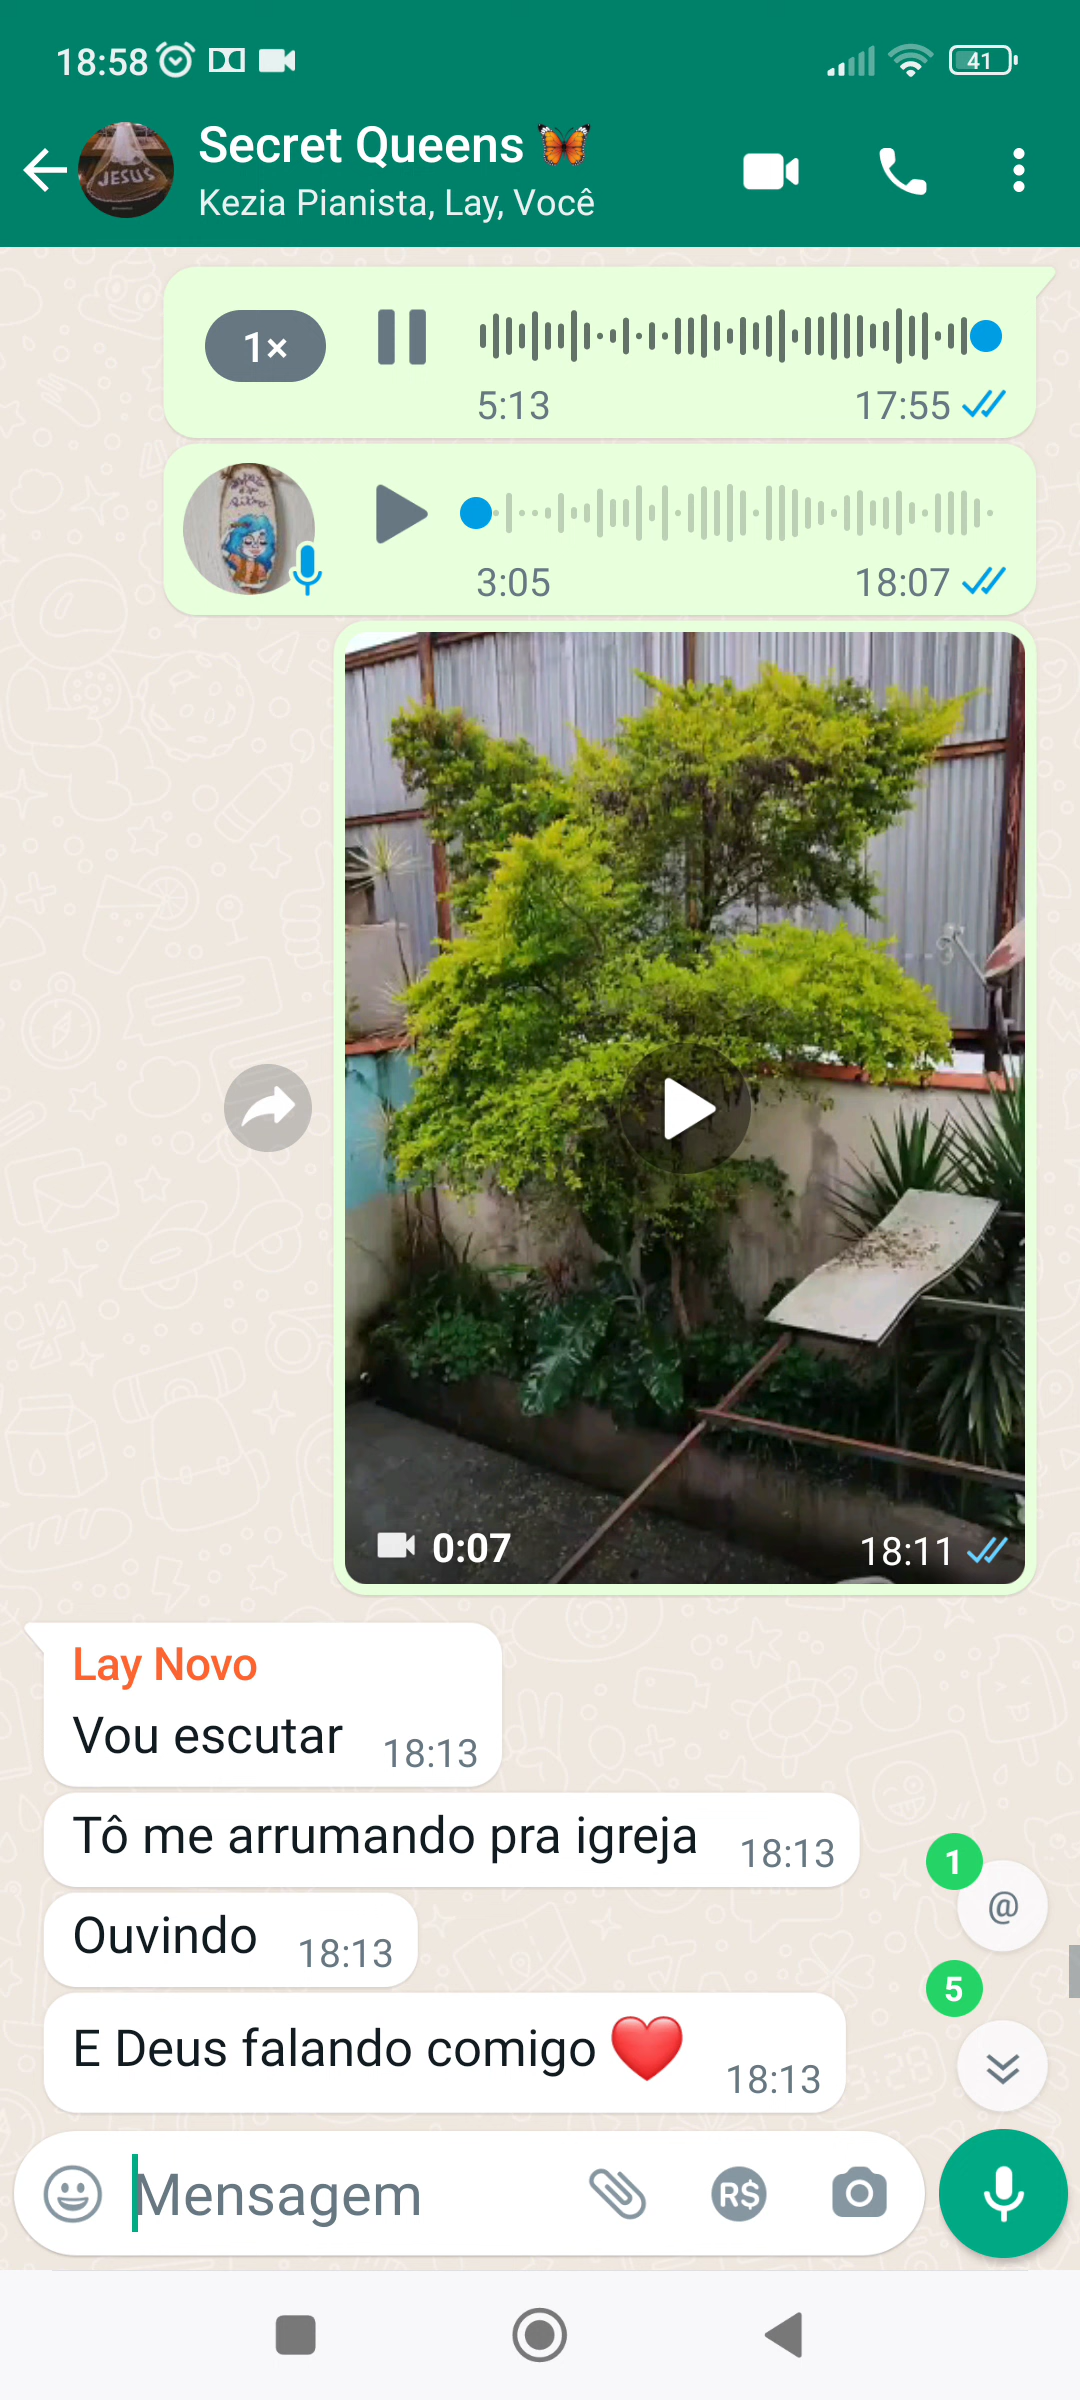 18:58
41
JESUS
Secret Queens 🦋
Kezia Pianista, Lay, Você
1×
5:13
17:55
3:05
18:07
0:07
18:11
Lay Novo
Vou escutar 18:13
Tô me arrumando pra igreja 18:13
1
@
Ouvindo 18:13
5
E Deus falando comigo ❤️ 18:13
Mensagem
R$